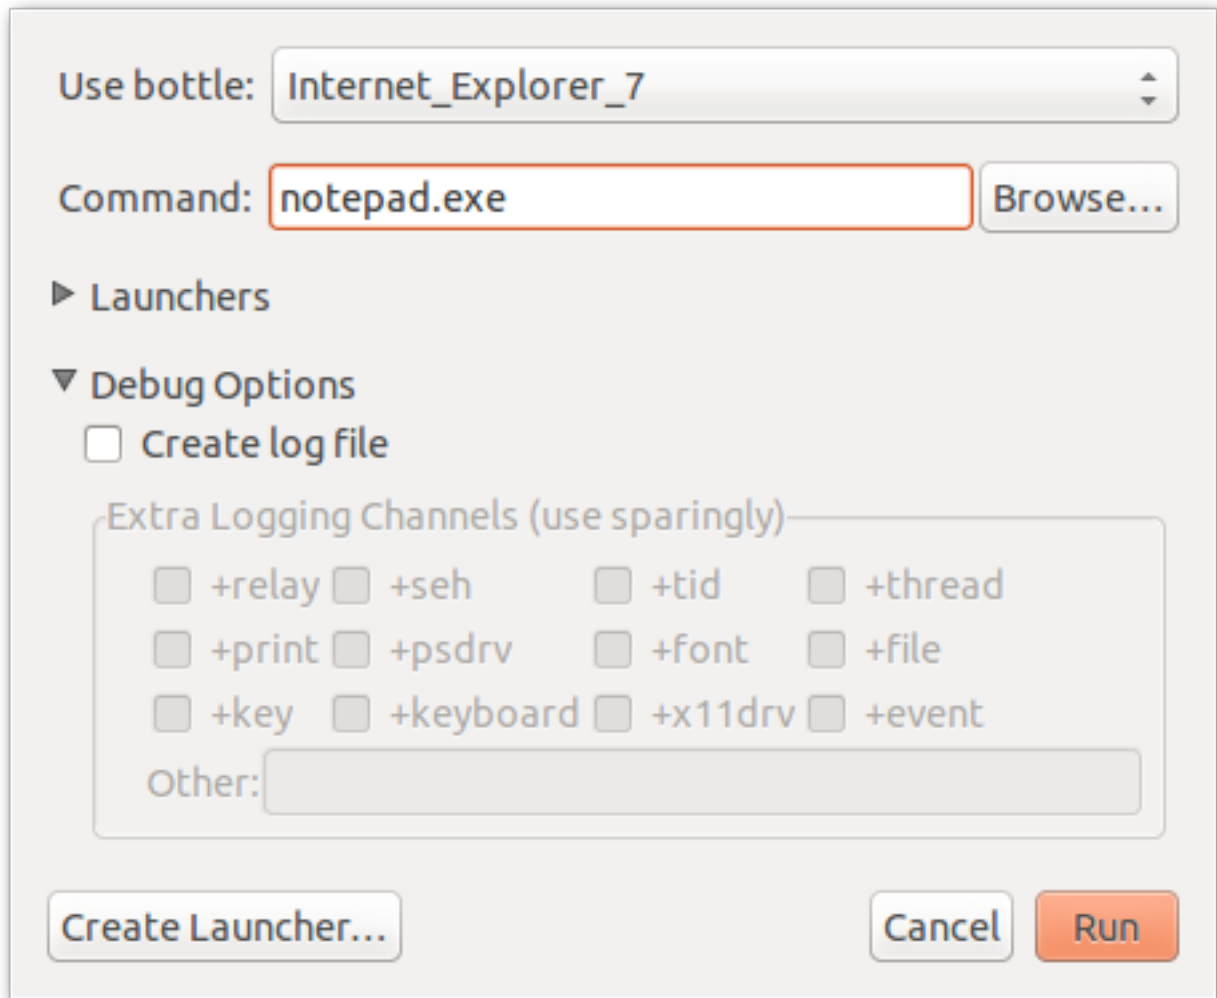 Use bottle: Internet_Explorer_7
Command: notepad.exe Browse...
Launchers
Debug Options
Create log file
Extra Logging Channels (use sparingly)
+relay +seh +tid +thread
+print +psdrv +font +file
+key +keyboard +x11drv +event
Other:
Create Launcher... Cancel Run